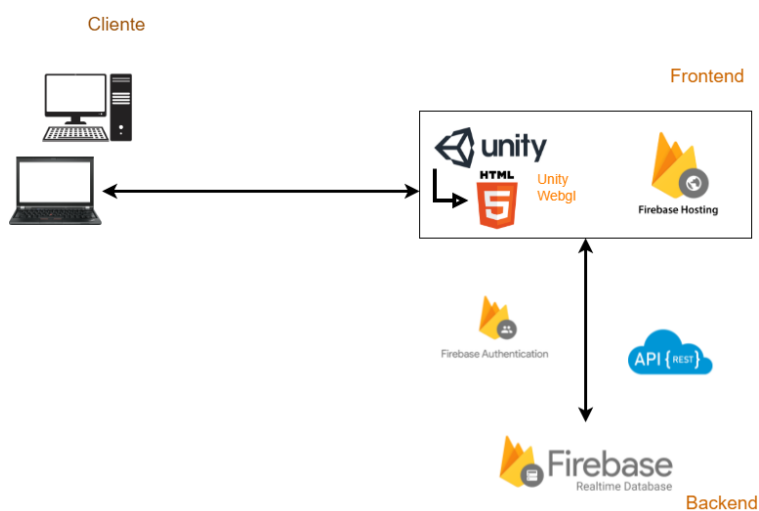 Cliente
Frontend
unity
HTML
5
Unity
Webgl
Firebase Hosting
Firebase Authentication
API {REST}
Firebase
Realtime Database
Backend